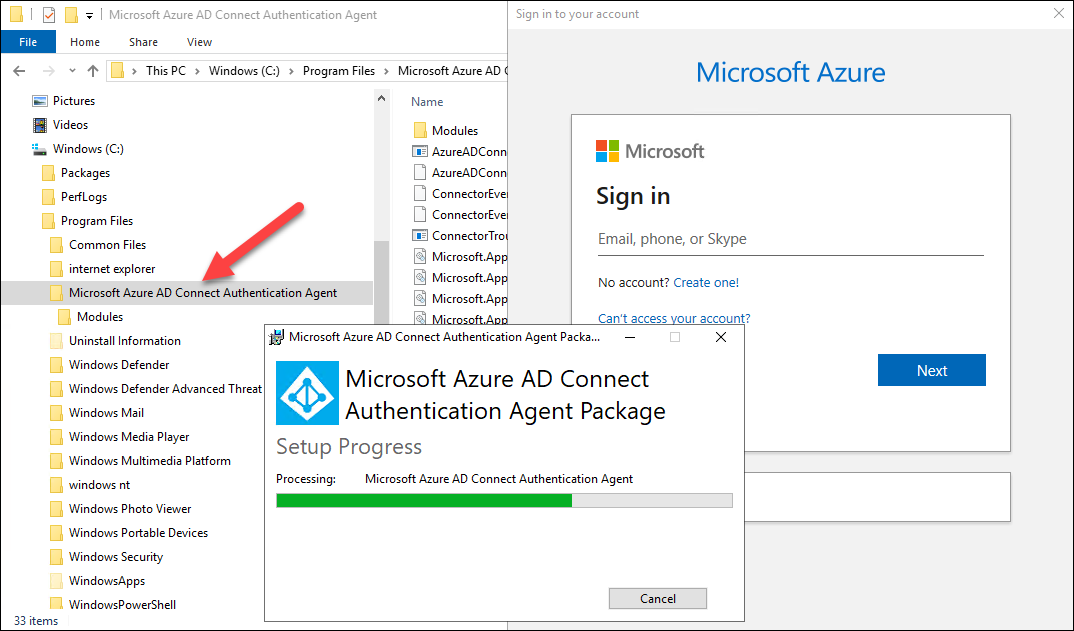 Microsoft Azure AD Connect Authentication Agent
File
Home
Share
View
This PC
Windows (C:)
Program Files
Microsoft Azure AD
Pictures
Videos
Windows (C:)
Packages
PerfLogs
Program Files
Common Files
internet explorer
Microsoft Azure AD Connect Authentication Agent
Modules
Uninstall Information
Windows Defender
Windows Defender Advanced Threat
Windows Mail
Windows Media Player
Windows Multimedia Platform
windows nt
Windows Photo Viewer
Windows Portable Devices
Windows Security
WindowsApps
WindowsPowerShell
33 items
Name
Modules
AzureADConn
AzureADConn
ConnectorEver
ConnectorEver
ConnectorTrou
Microsoft.App
Microsoft.App
Microsoft.App
Microsoft.App
Sign in to your account
Microsoft Azure
Microsoft
Sign in
Email, phone, or Skype
No account? Create one!
Can't access your account?
Next
Microsoft Azure AD Connect Authentication Agent Packa...
Microsoft Azure AD Connect
Authentication Agent Package
Setup Progress
Processing: Microsoft Azure AD Connect Authentication Agent
Cancel